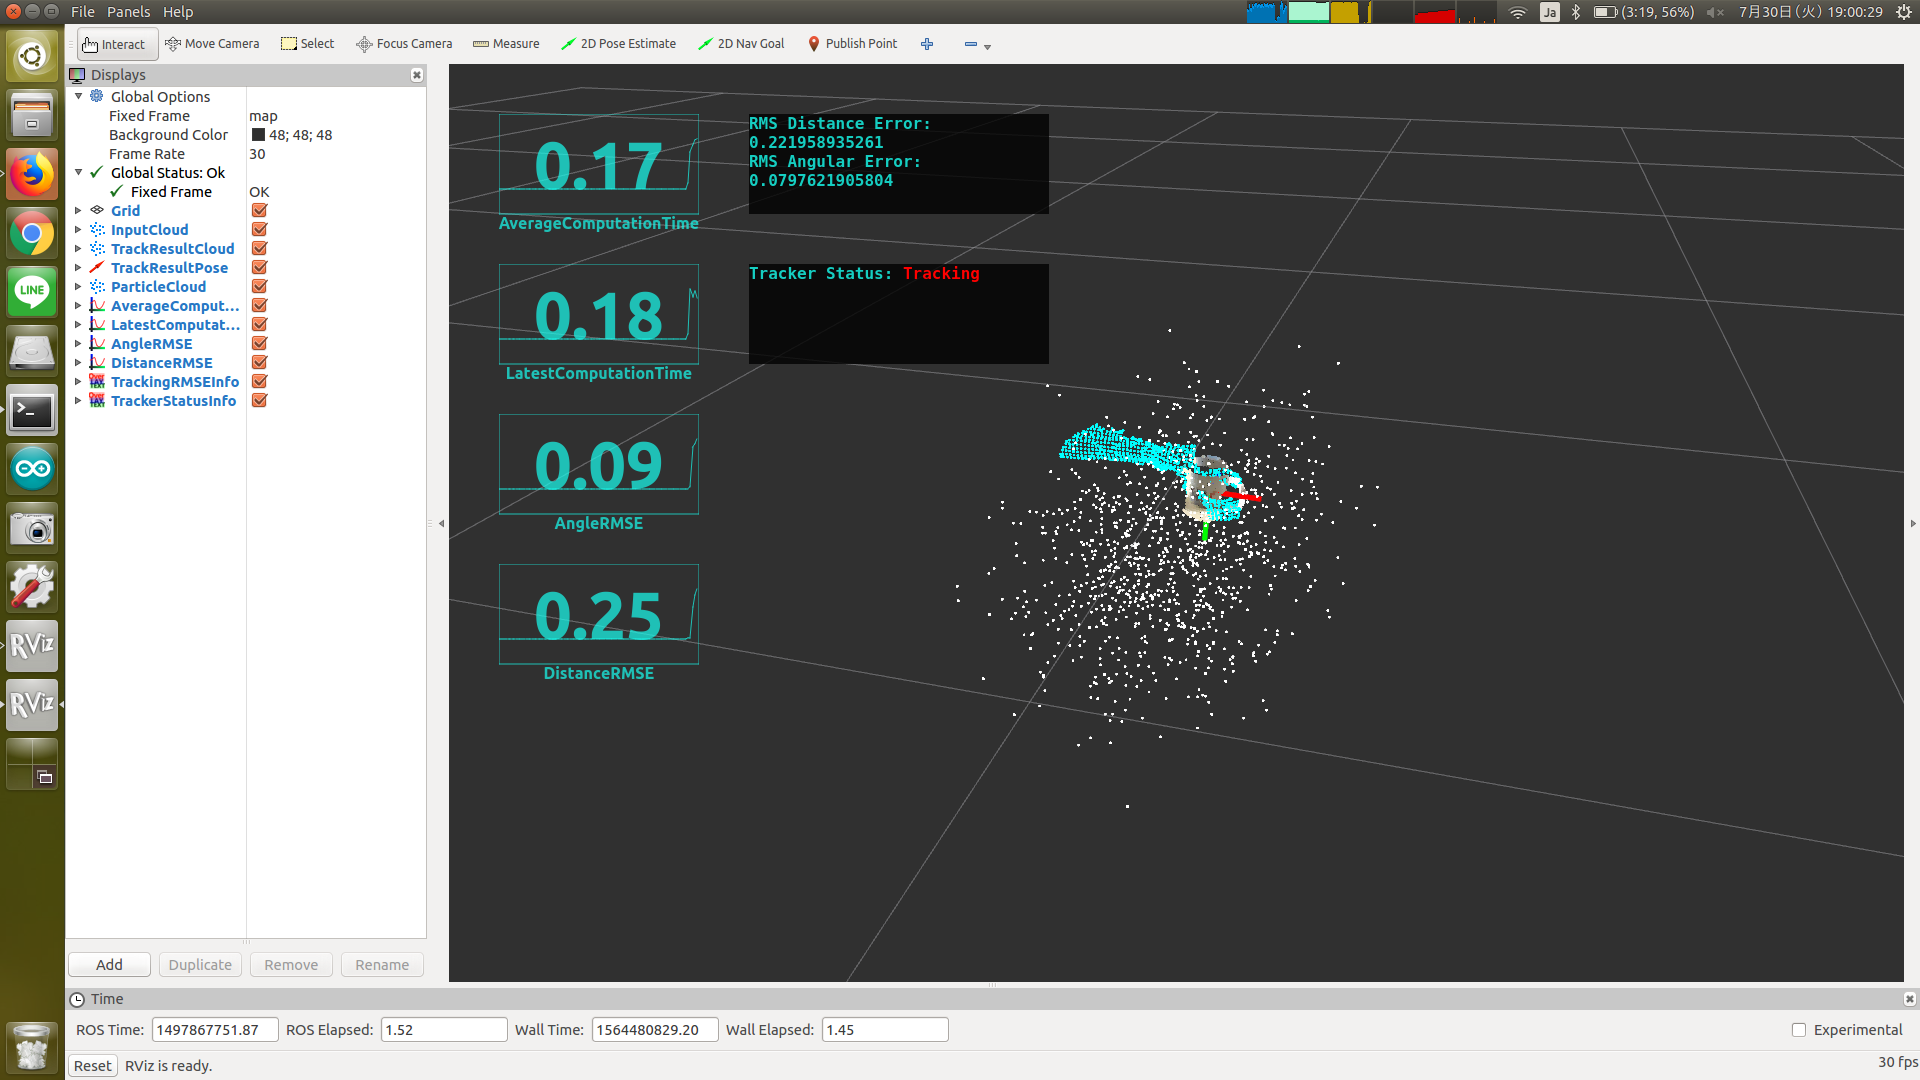 File Panels Help
Ja (3:19, 56%) 7月30日(火) 19:00:29
Interact Move Camera Select Focus Camera Measure 2D Pose Estimate 2D Nav Goal Publish Point
Displays
Global Options
Fixed Frame map
Background Color 48; 48; 48
Frame Rate 30
Global Status: Ok
Fixed Frame OK
Grid
InputCloud
TrackResultCloud
TrackResultPose
ParticleCloud
AverageComput...
LatestComputat...
AngleRMSE
DistanceRMSE
TrackingRMSEInfo
TrackerStatusInfo
Add Duplicate Remove Rename
0.17
AverageComputationTime
0.18
LatestComputationTime
0.09
AngleRMSE
0.25
DistanceRMSE
RMS Distance Error:
0.221958935261
RMS Angular Error:
0.0797621905804
Tracker Status: Tracking
LINE
RViz
RViz
Time
ROS Time: 1497867751.87 ROS Elapsed: 1.52 Wall Time: 1564480829.20 Wall Elapsed: 1.45 Experimental
Reset RViz is ready. 30 fps